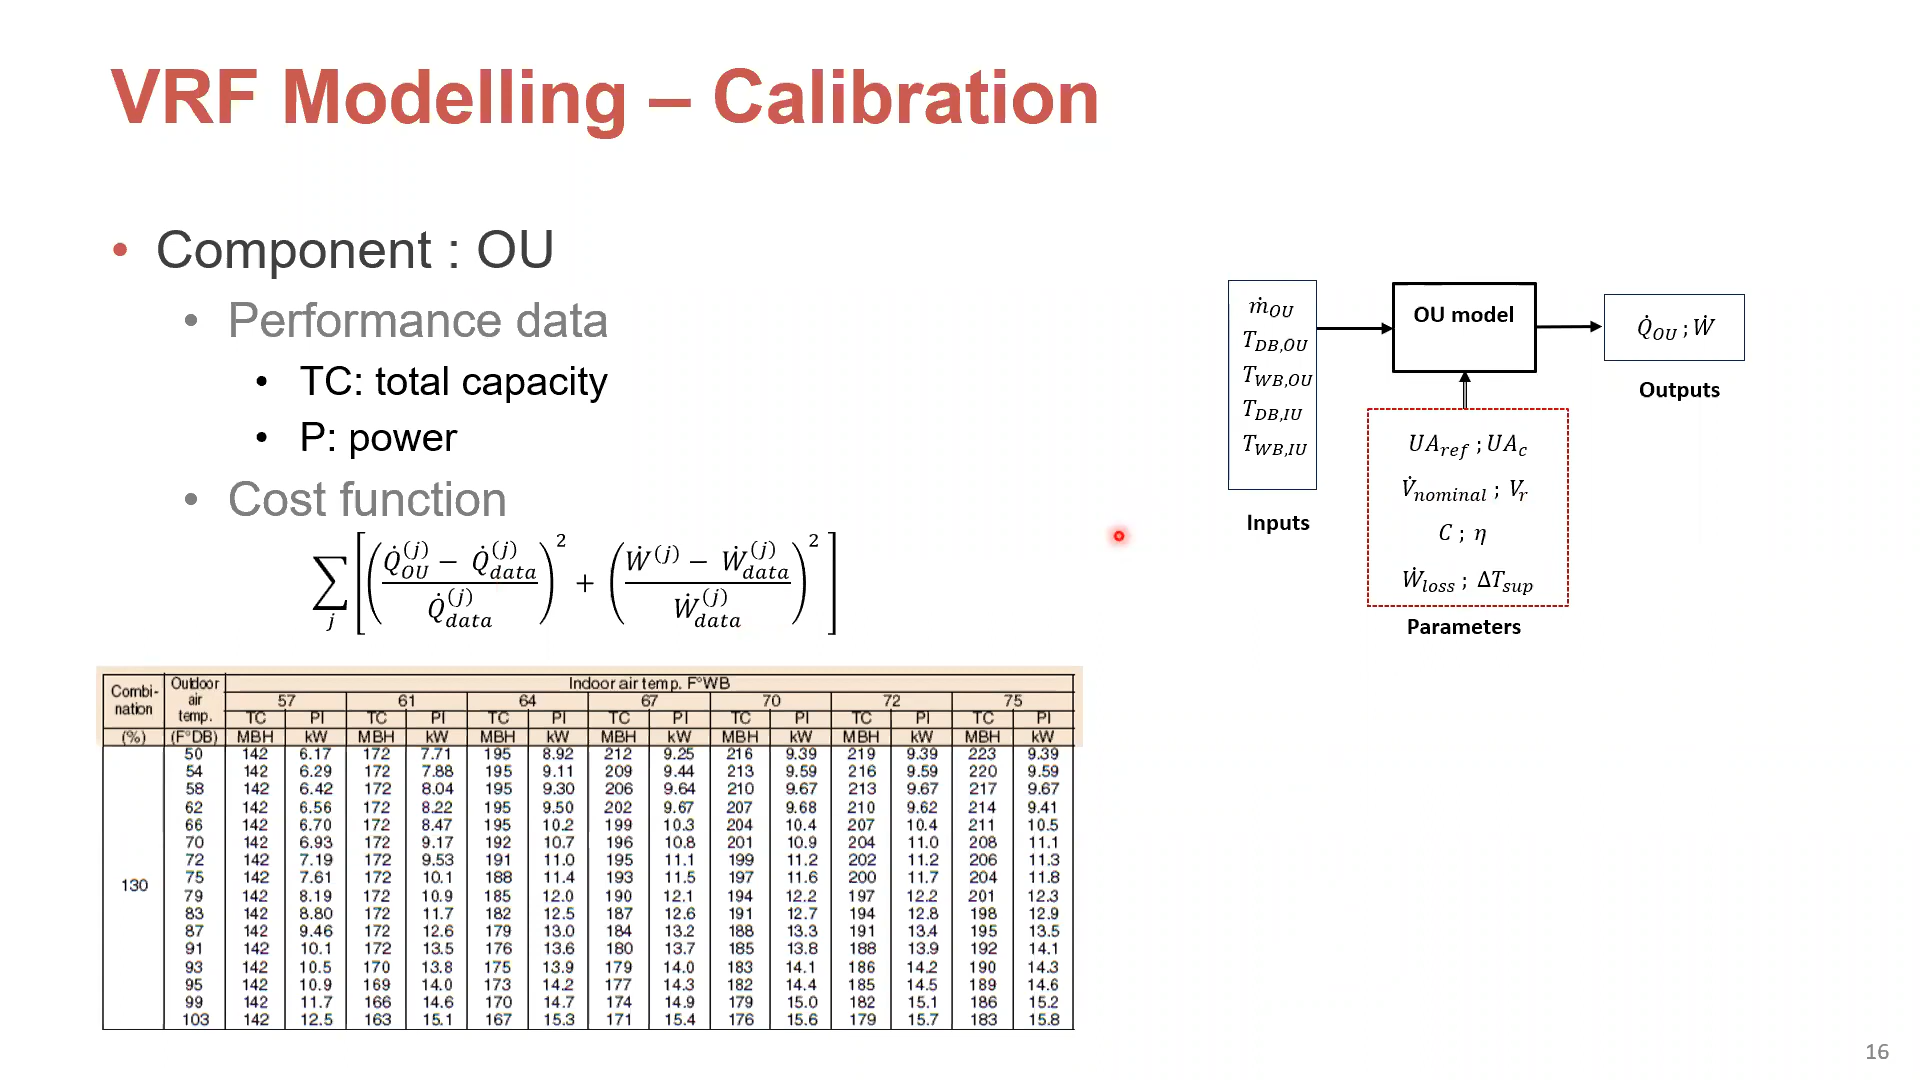 VRF Modelling – Calibration
• Component : OU
• Performance data
• TC: total capacity
• P: power
• Cost function
∑_j [ ( (Q̇_OU^(j) − Q̇_data^(j)) / Q̇_data^(j) )² + ( (Ẇ^(j) − Ẇ_data^(j)) / Ẇ_data^(j) )² ]
ṁ_OU
T_DB,OU
T_WB,OU
T_DB,IU
T_WB,IU
Inputs
OU model
Q̇_OU ; Ẇ
Outputs
UA_ref ; UA_c
V̇_nominal ; V_r
C ; η
Ẇ_loss ; ΔT_sup
Parameters
Combi-nation Outdoor air temp. Indoor air temp. F°WB
57 61 64 67 70 72 75
TC PI TC PI TC PI TC PI TC PI TC PI TC PI
(%) (F°DB) MBH kW MBH kW MBH kW MBH kW MBH kW MBH kW MBH kW
50 142 6.17 172 7.71 195 8.92 212 9.25 216 9.39 219 9.39 223 9.39
54 142 6.29 172 7.88 195 9.11 209 9.44 213 9.59 216 9.59 220 9.59
58 142 6.42 172 8.04 195 9.30 206 9.64 210 9.67 213 9.67 217 9.67
62 142 6.56 172 8.22 195 9.50 202 9.67 207 9.68 210 9.62 214 9.41
66 142 6.70 172 8.47 195 10.2 199 10.3 204 10.4 207 10.4 211 10.5
70 142 6.93 172 9.17 192 10.7 196 10.8 201 10.9 204 11.0 208 11.1
72 142 7.19 172 9.53 191 11.0 195 11.1 199 11.2 202 11.2 206 11.3
75 142 7.61 172 10.1 188 11.4 193 11.5 197 11.6 200 11.7 204 11.8
130
79 142 8.19 172 10.9 185 12.0 190 12.1 194 12.2 197 12.2 201 12.3
83 142 8.80 172 11.7 182 12.5 187 12.6 191 12.7 194 12.8 198 12.9
87 142 9.46 172 12.6 179 13.0 184 13.2 188 13.3 191 13.4 195 13.5
91 142 10.1 172 13.5 176 13.6 180 13.7 185 13.8 188 13.9 192 14.1
93 142 10.5 170 13.8 175 13.9 179 14.0 183 14.1 186 14.2 190 14.3
95 142 10.9 169 14.0 173 14.2 177 14.3 182 14.4 185 14.5 189 14.6
99 142 11.7 166 14.6 170 14.7 174 14.9 179 15.0 182 15.1 186 15.2
103 142 12.5 163 15.1 167 15.3 171 15.4 176 15.6 179 15.7 183 15.8
16